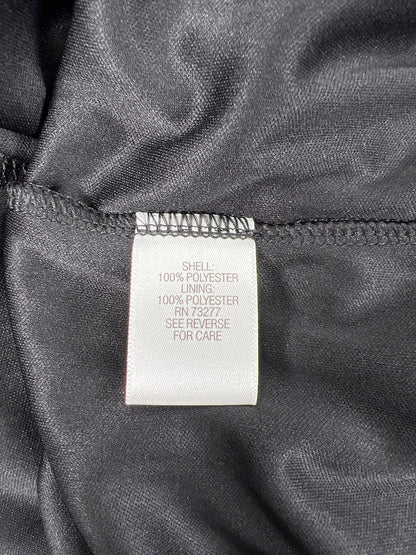 SHELL:
100% POLYESTER
LINING:
100% POLYESTER
RN 73277
SEE REVERSE
FOR CARE